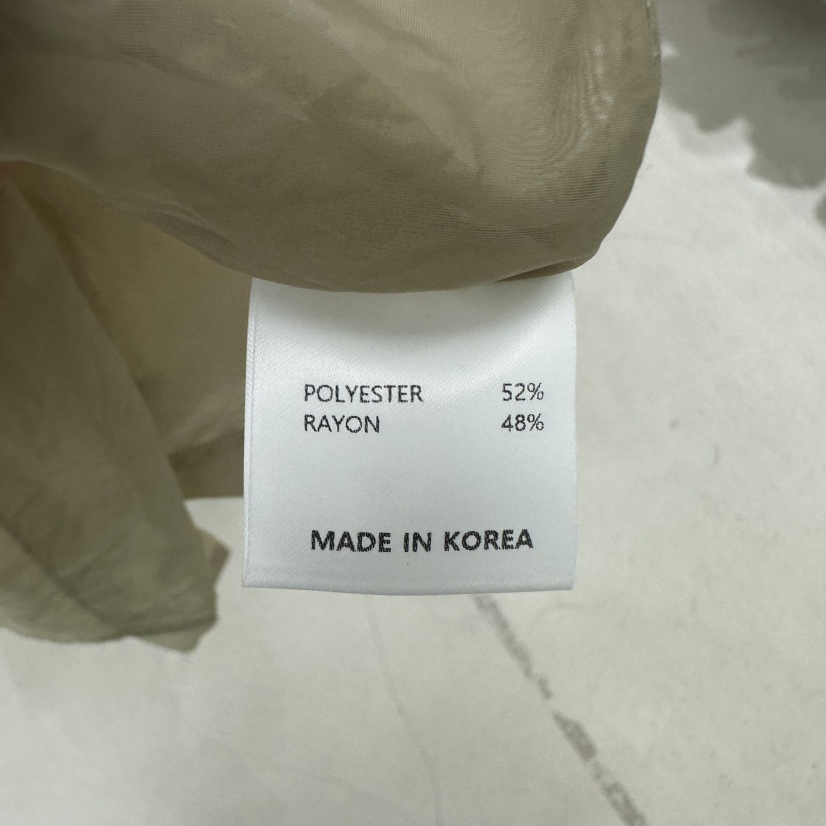 POLYESTER 52%
RAYON 48%
MADE IN KOREA